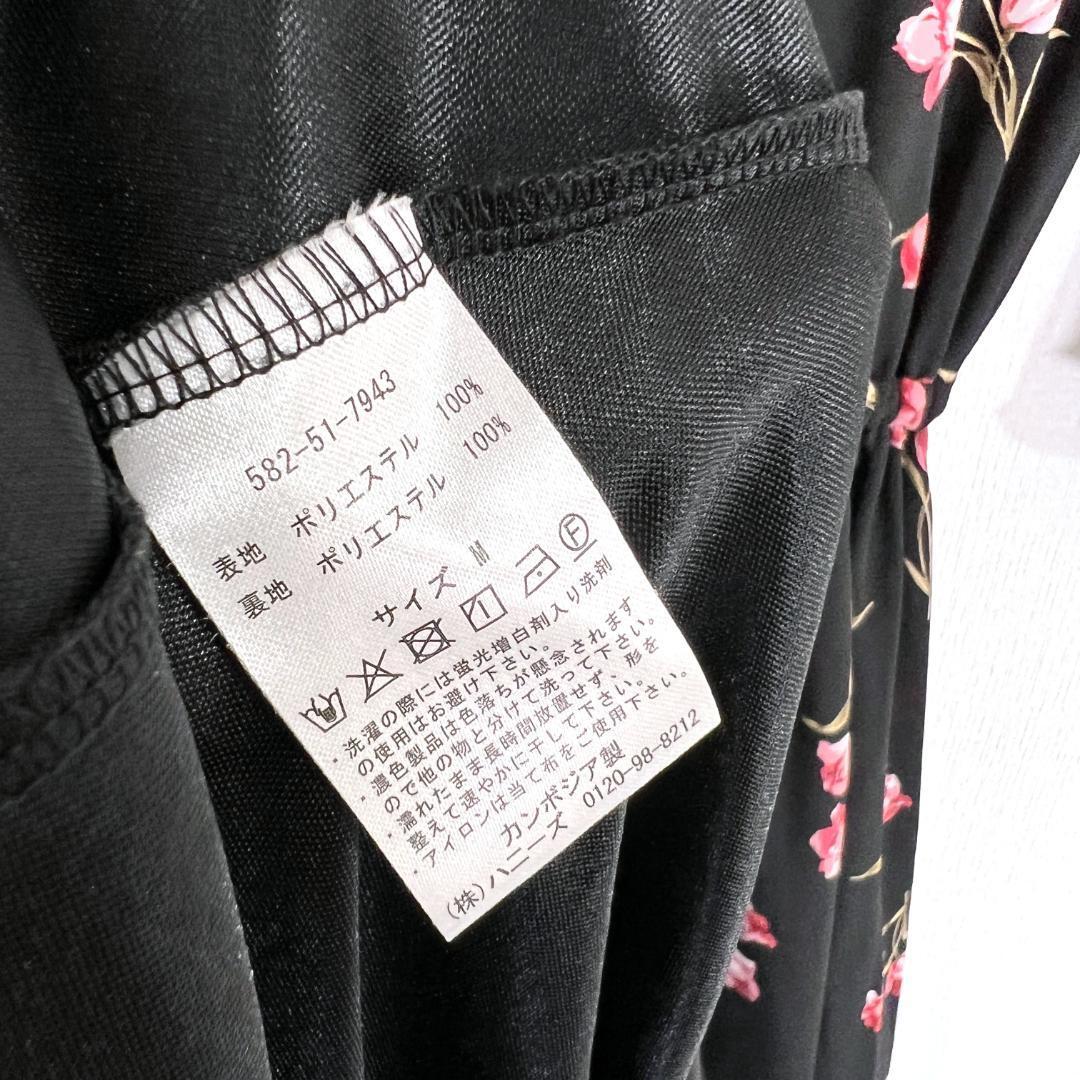 582-51-7943
表地 ポリエステル 100%
裏地 ポリエステル 100%
サイズ M
F
・洗濯の際には蛍光増白剤入り洗剤
の使用はお避け下さい。
・濃色製品は色落ちが懸念されます
ので他の物と分けて洗って下さい。
・濡れたまま長時間放置せず、形を
整えて速やかに干して下さい。
・アイロンは当て布をご使用下さい。
カンボジア製
(株)ハニーズ 0120-98-8212